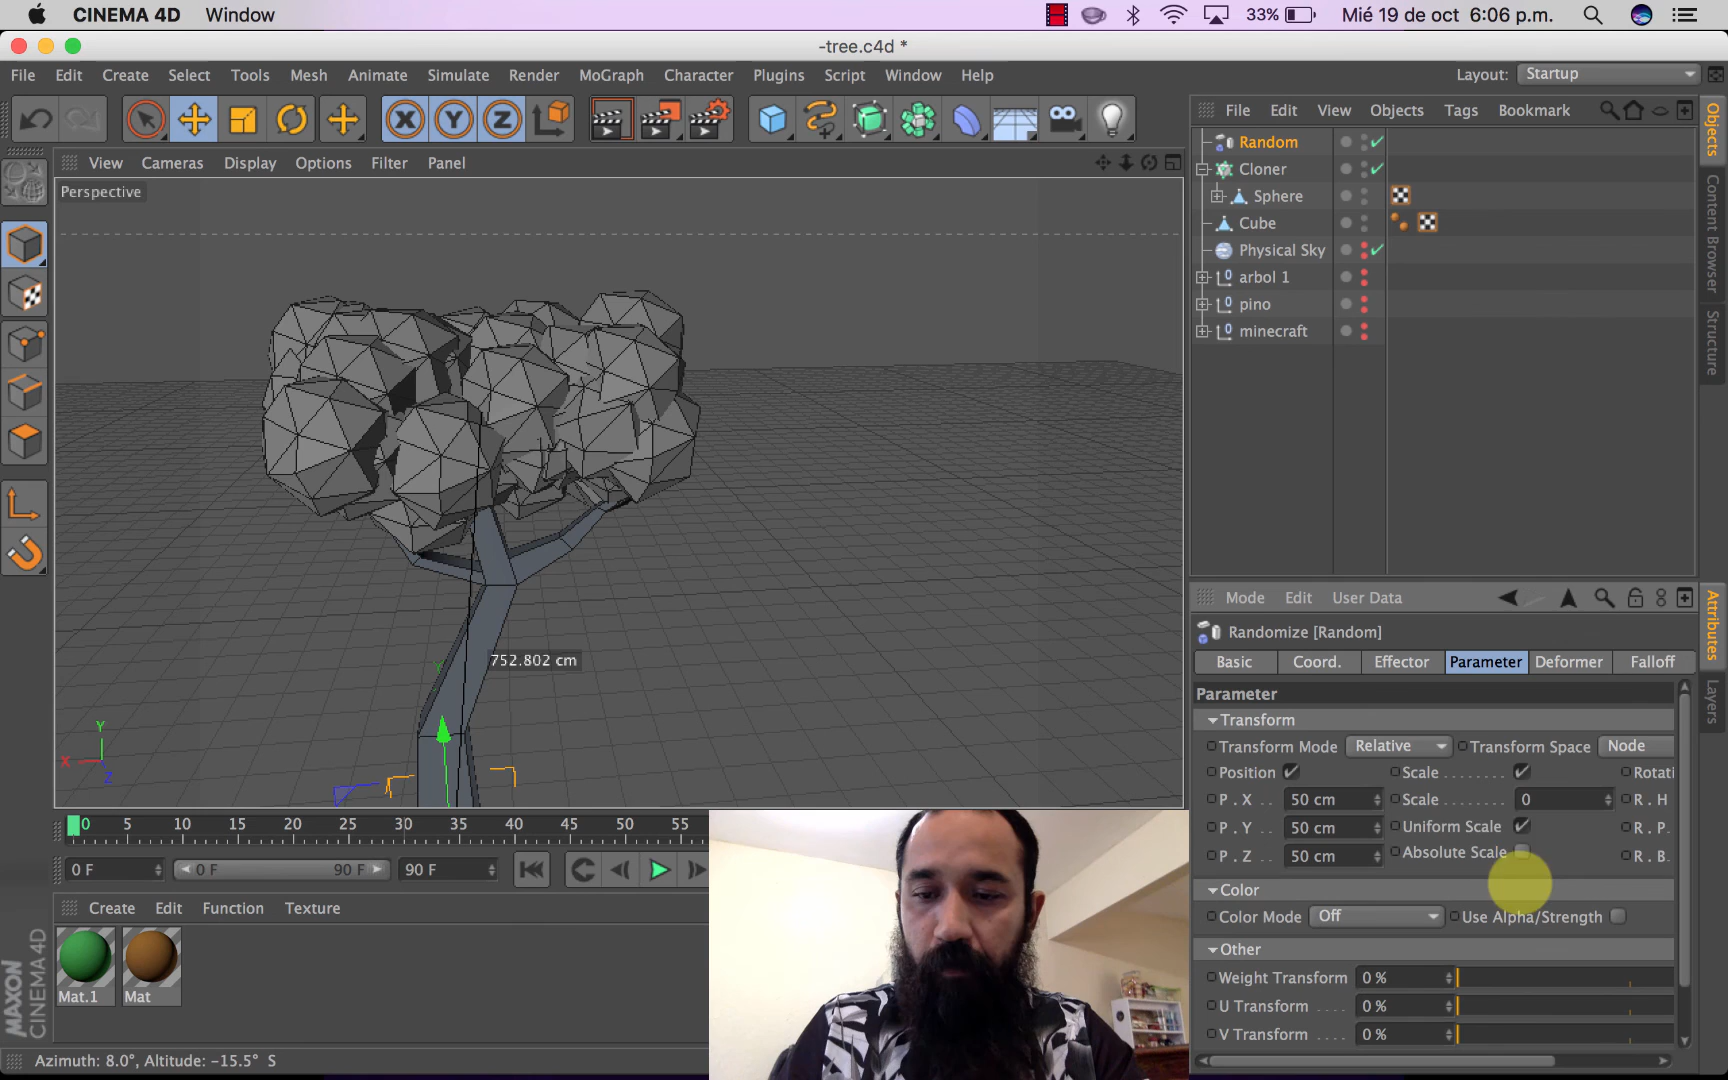 CINEMA 4D Window 33% Mié 19 de oct 6:06 p.m.
-tree.c4d *
File Edit Create Select Tools Mesh Animate Simulate Render MoGraph Character Plugins Script Window Help Layout: Startup
X Y Z
File Edit View Objects Tags Bookmark
View Cameras Display Options Filter Panel
Perspective
Random
Cloner
Sphere
Cube
Physical Sky
arbol 1
pino
minecraft
Objects
Content Browser
Structure
752.802 cm
Y
X
Z
Mode Edit User Data
Randomize [Random]
Basic Coord. Effector Parameter Deformer Falloff
Parameter
Transform
Transform Mode Relative Transform Space Node
Position Scale . . . . . . . . Rotati
P . X . . 50 cm Scale . . . . . . . . 0 R . H
P . Y . . 50 cm Uniform Scale R . P.
P . Z . . 50 cm Absolute Scale R . B.
Color
Color Mode Off Use Alpha/Strength
Other
Weight Transform 0 %
U Transform . . . . 0 %
V Transform . . . . 0 %
Attributes
Layers
0 5 10 15 20 25 30 35 40 45 50 55
0 F 0 F 90 F 90 F
Create Edit Function Texture
Mat.1 Mat
MAXON
CINEMA 4D
Azimuth: 8.0°, Altitude: -15.5° S